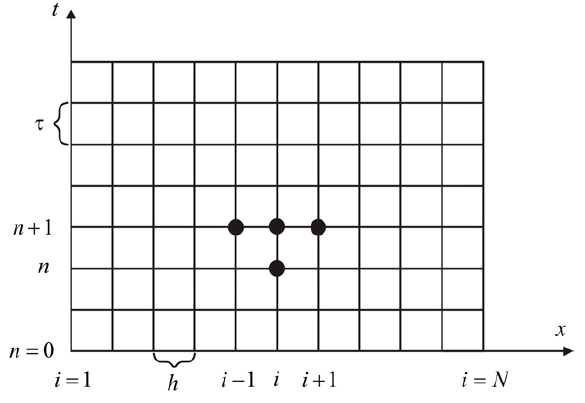 t
τ
n+1
n
n=0
x
i=1 h i−1 i i+1 i=N